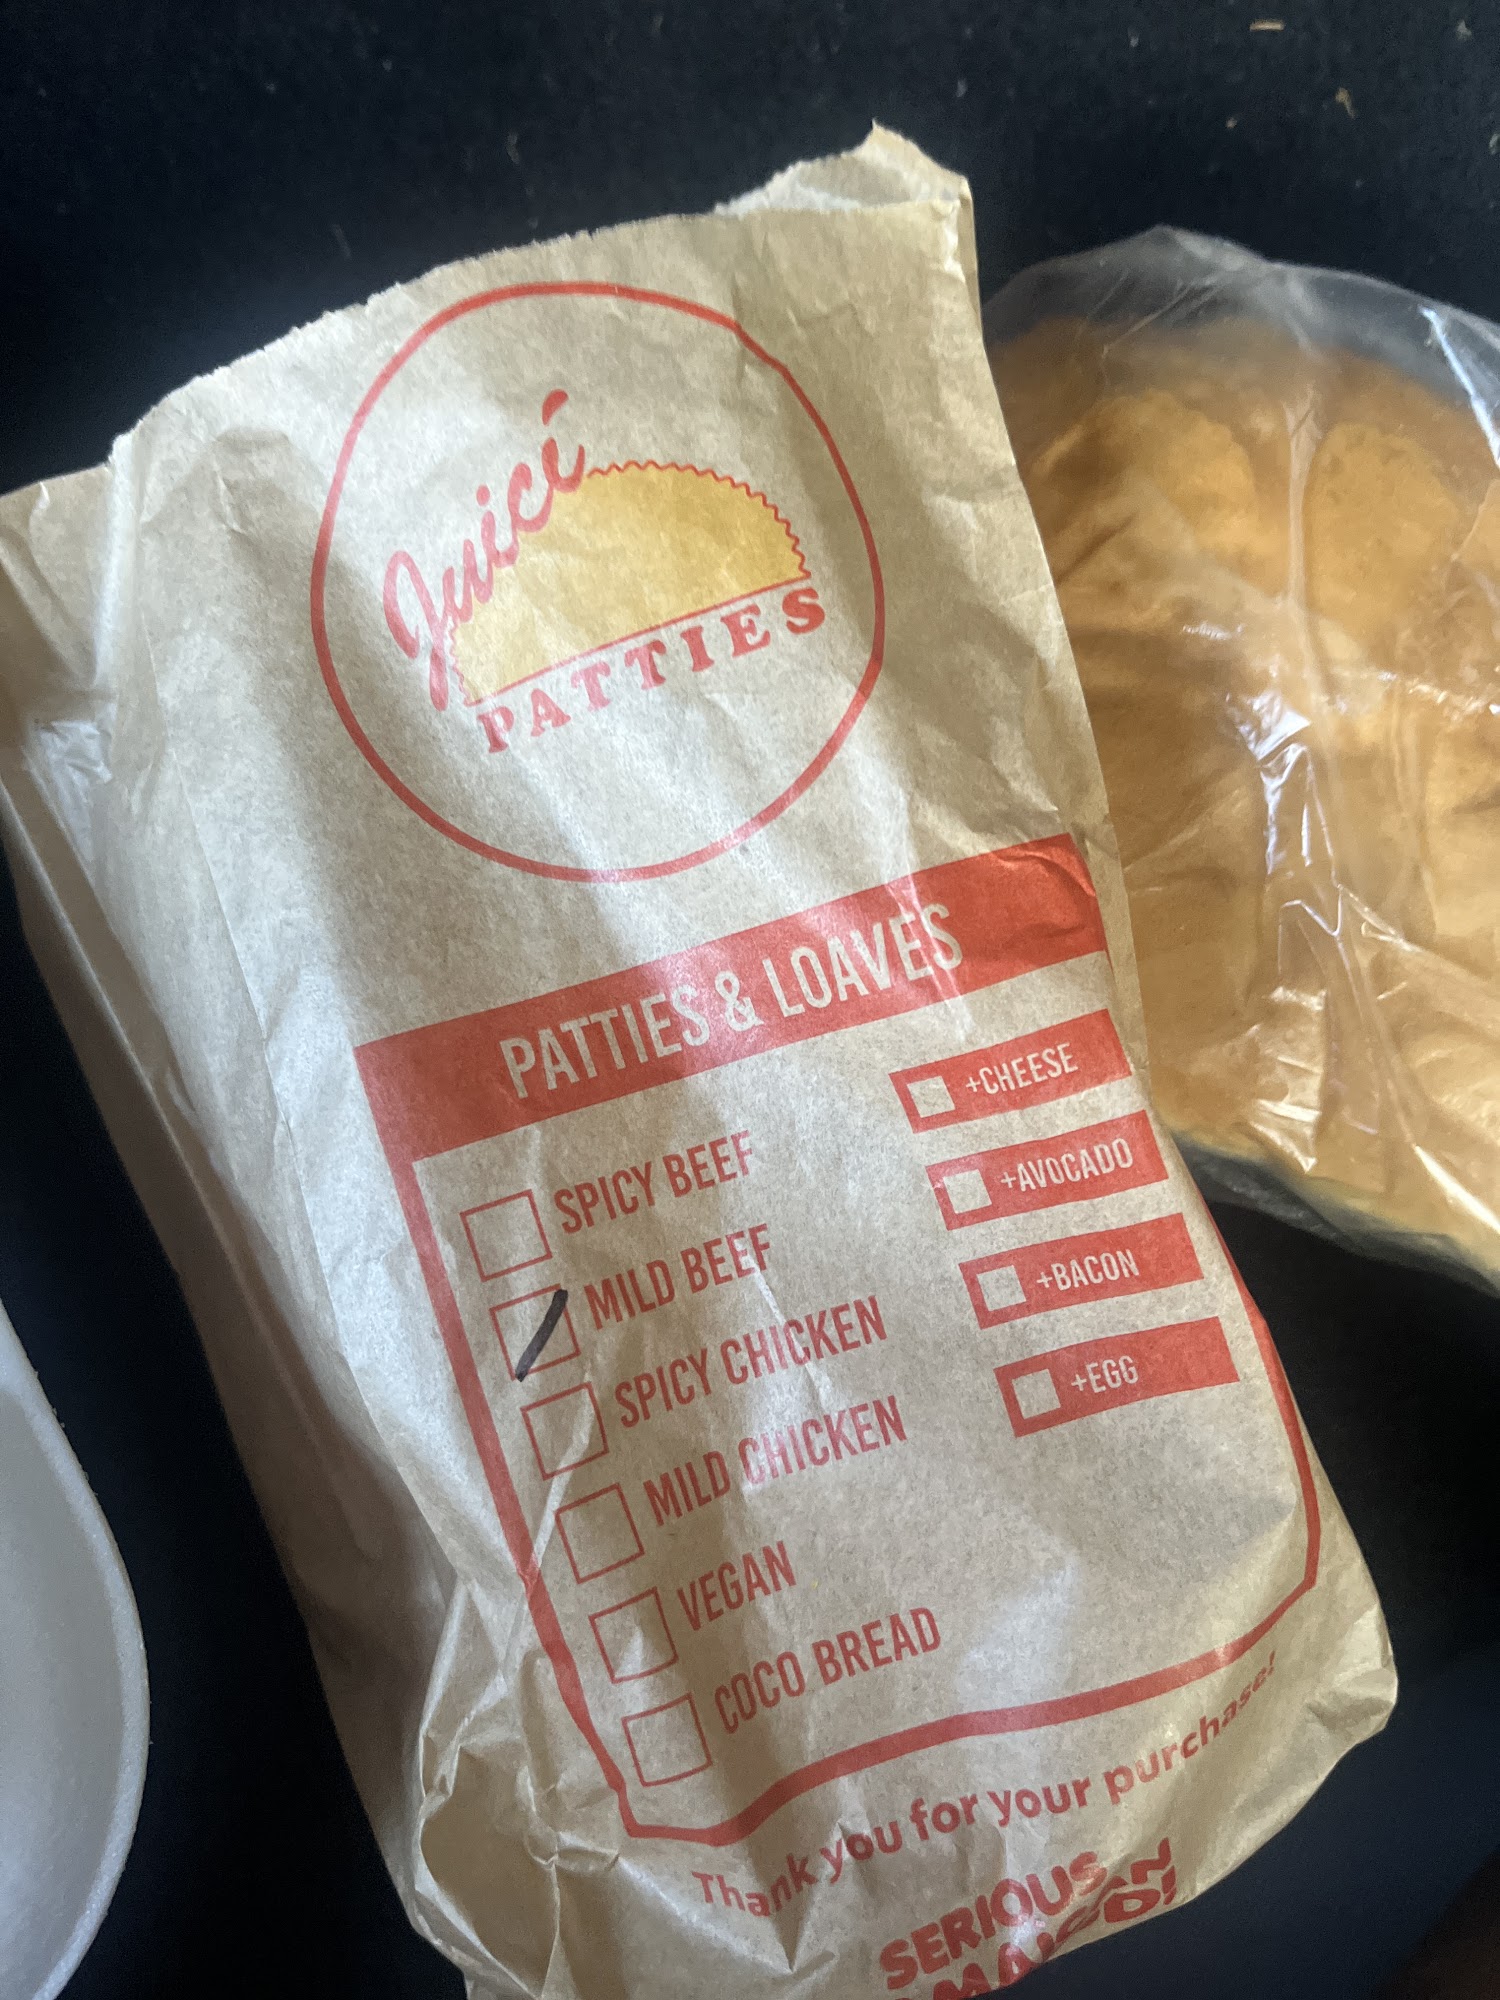 Juici
PATTIES
PATTIES & LOAVES
SPICY BEEF
MILD BEEF
SPICY CHICKEN
MILD CHICKEN
VEGAN
COCO BREAD
+CHEESE
+AVOCADO
+BACON
+EGG
Thank you for your purchase!
SERIOUS